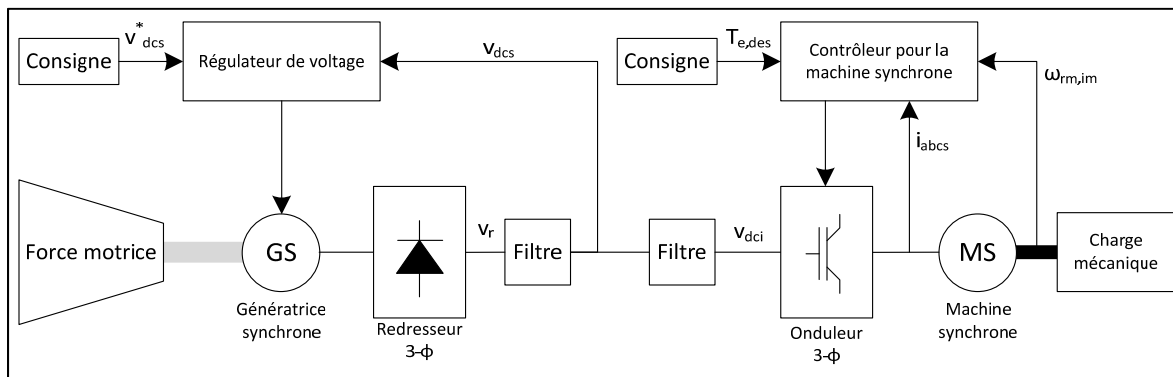 Consigne
v*dcs
Régulateur de voltage
vdcs
Consigne
Te,des
Contrôleur pour la
machine synchrone
ωrm,im
iabcs
Force motrice
GS
Génératrice
synchrone
Redresseur
3-ϕ
vr
Filtre
Filtre
vdci
Onduleur
3-ϕ
MS
Machine
synchrone
Charge
mécanique